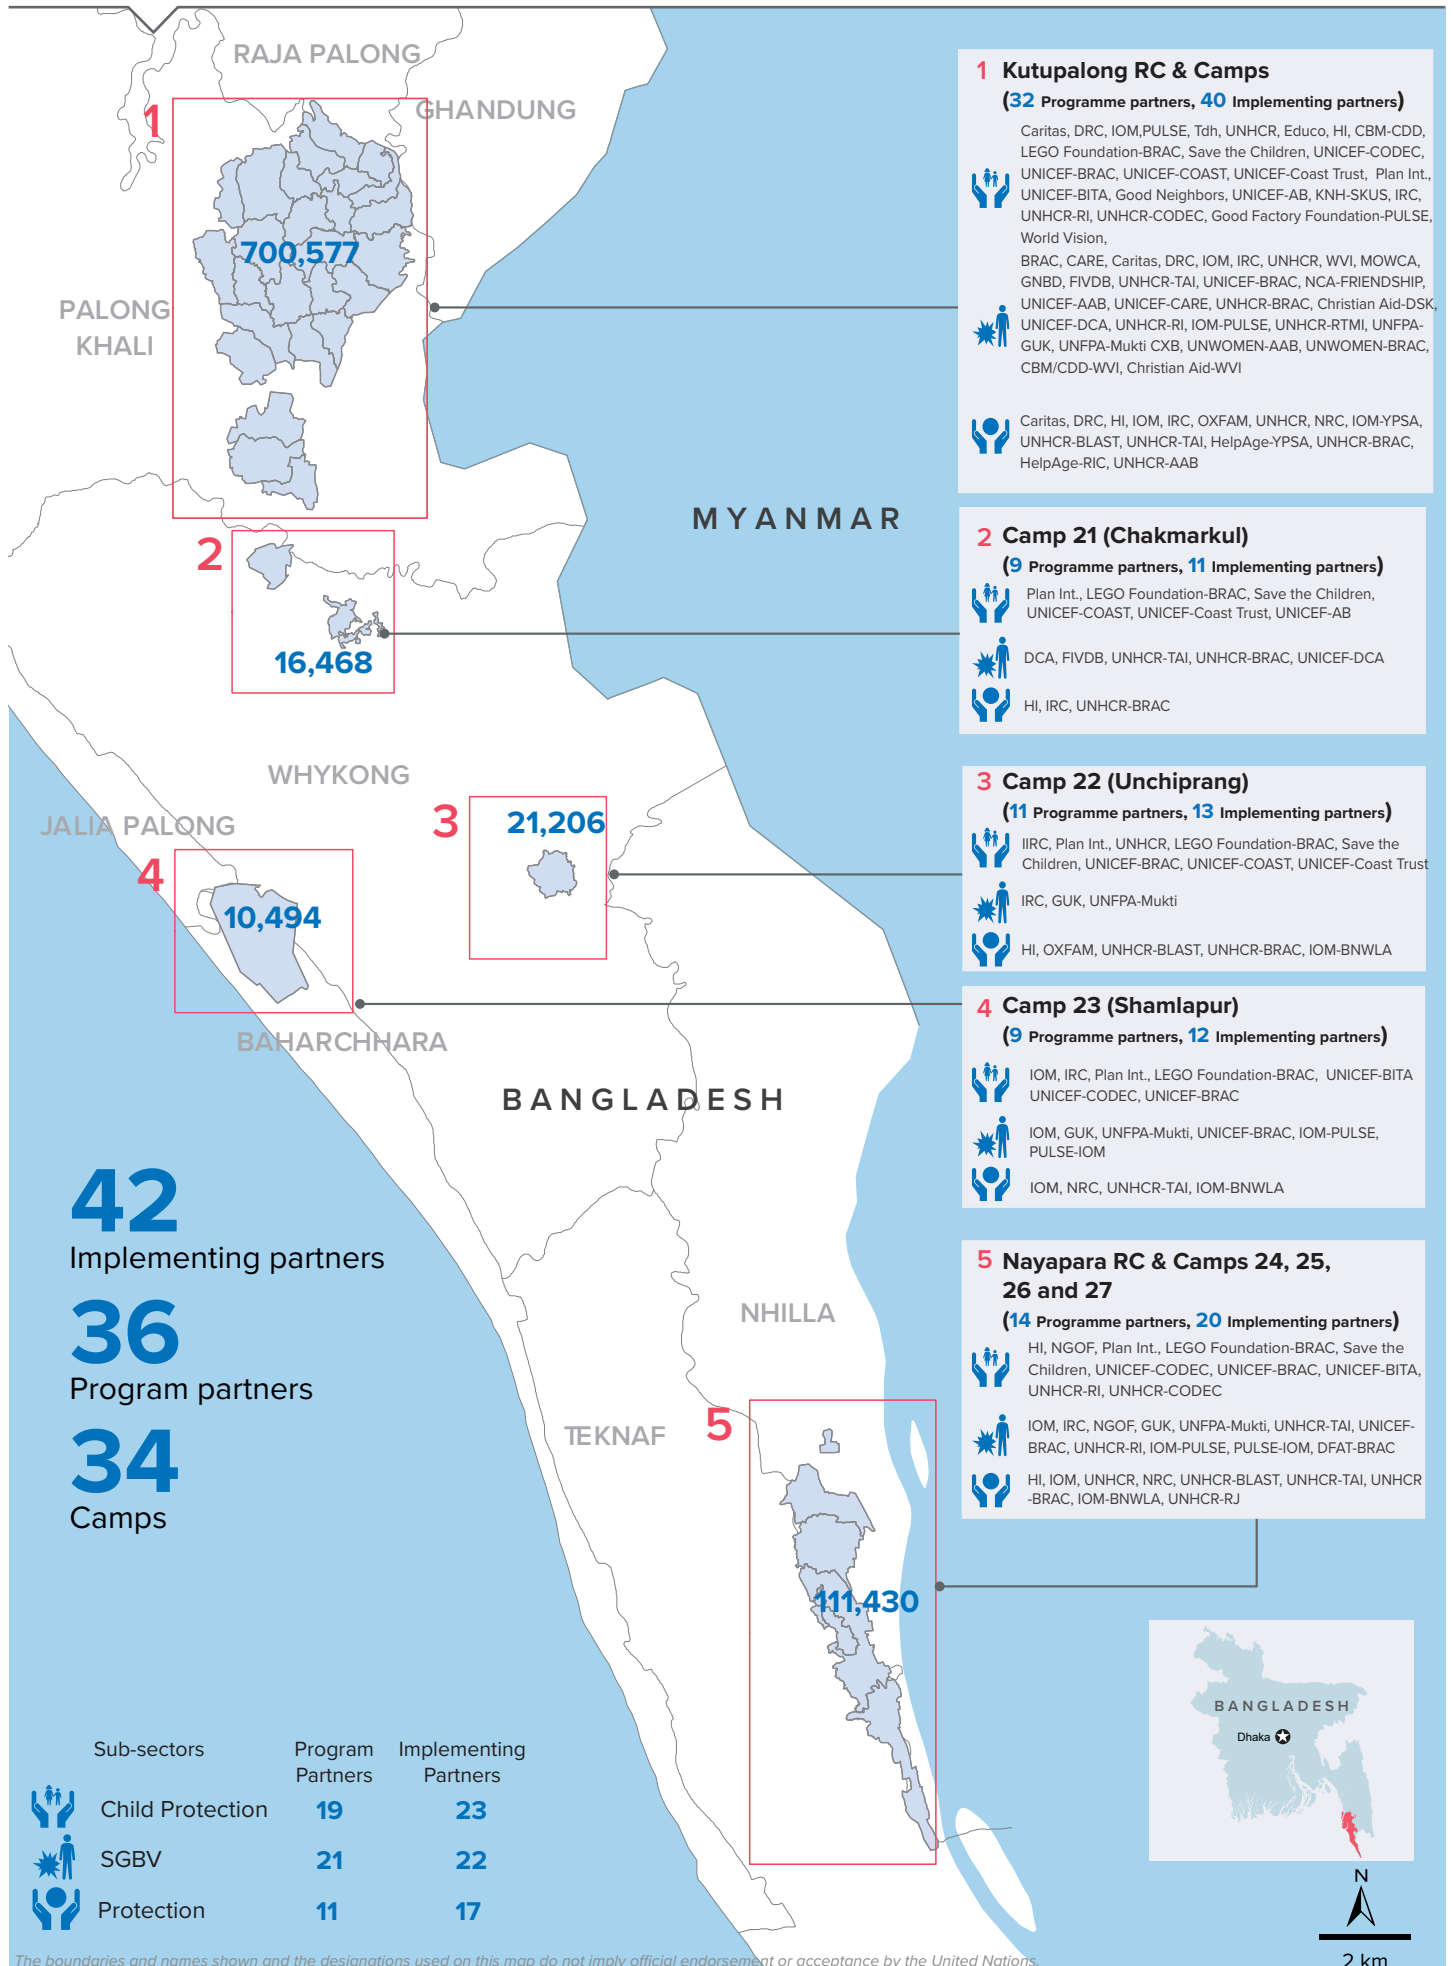 RAJA PALONG
GHANDUNG
1
700,577
PALONG
KHALI
2
16,468
MYANMAR
WHYKONG
JALIA PALONG
3
21,206
4
10,494
BAHARCHHARA
BANGLADESH
NHILLA
TEKNAF
5
111,430
1 Kutupalong RC & Camps
(32 Programme partners, 40 Implementing partners)
Caritas, DRC, IOM,PULSE, Tdh, UNHCR, Educo, HI, CBM-CDD,
LEGO Foundation-BRAC, Save the Children, UNICEF-CODEC,
UNICEF-BRAC, UNICEF-COAST, UNICEF-Coast Trust, Plan Int.,
UNICEF-BITA, Good Neighbors, UNICEF-AB, KNH-SKUS, IRC,
UNHCR-RI, UNHCR-CODEC, Good Factory Foundation-PULSE,
World Vision,
BRAC, CARE, Caritas, DRC, IOM, IRC, UNHCR, WVI, MOWCA,
GNBD, FIVDB, UNHCR-TAI, UNICEF-BRAC, NCA-FRIENDSHIP,
UNICEF-AAB, UNICEF-CARE, UNHCR-BRAC, Christian Aid-DSK,
UNICEF-DCA, UNHCR-RI, IOM-PULSE, UNHCR-RTMI, UNFPA-
GUK, UNFPA-Mukti CXB, UNWOMEN-AAB, UNWOMEN-BRAC,
CBM/CDD-WVI, Christian Aid-WVI
Caritas, DRC, HI, IOM, IRC, OXFAM, UNHCR, NRC, IOM-YPSA,
UNHCR-BLAST, UNHCR-TAI, HelpAge-YPSA, UNHCR-BRAC,
HelpAge-RIC, UNHCR-AAB
2 Camp 21 (Chakmarkul)
(9 Programme partners, 11 Implementing partners)
Plan Int., LEGO Foundation-BRAC, Save the Children,
UNICEF-COAST, UNICEF-Coast Trust, UNICEF-AB
DCA, FIVDB, UNHCR-TAI, UNHCR-BRAC, UNICEF-DCA
HI, IRC, UNHCR-BRAC
3 Camp 22 (Unchiprang)
(11 Programme partners, 13 Implementing partners)
IIRC, Plan Int., UNHCR, LEGO Foundation-BRAC, Save the
Children, UNICEF-BRAC, UNICEF-COAST, UNICEF-Coast Trust
IRC, GUK, UNFPA-Mukti
HI, OXFAM, UNHCR-BLAST, UNHCR-BRAC, IOM-BNWLA
4 Camp 23 (Shamlapur)
(9 Programme partners, 12 Implementing partners)
IOM, IRC, Plan Int., LEGO Foundation-BRAC, UNICEF-BITA
UNICEF-CODEC, UNICEF-BRAC
IOM, GUK, UNFPA-Mukti, UNICEF-BRAC, IOM-PULSE,
PULSE-IOM
IOM, NRC, UNHCR-TAI, IOM-BNWLA
5 Nayapara RC & Camps 24, 25,
26 and 27
(14 Programme partners, 20 Implementing partners)
HI, NGOF, Plan Int., LEGO Foundation-BRAC, Save the
Children, UNICEF-CODEC, UNICEF-BRAC, UNICEF-BITA,
UNHCR-RI, UNHCR-CODEC
IOM, IRC, NGOF, GUK, UNFPA-Mukti, UNHCR-TAI, UNICEF-
BRAC, UNHCR-RI, IOM-PULSE, PULSE-IOM, DFAT-BRAC
HI, IOM, UNHCR, NRC, UNHCR-BLAST, UNHCR-TAI, UNHCR
-BRAC, IOM-BNWLA, UNHCR-RJ
42
Implementing partners
36
Program partners
34
Camps
Sub-sectors Program Implementing
Partners Partners
Child Protection 19 23
SGBV 21 22
Protection 11 17
BANGLADESH
Dhaka
N
2 km
The boundaries and names shown and the designations used on this map do not imply official endorsement or acceptance by the United Nations.